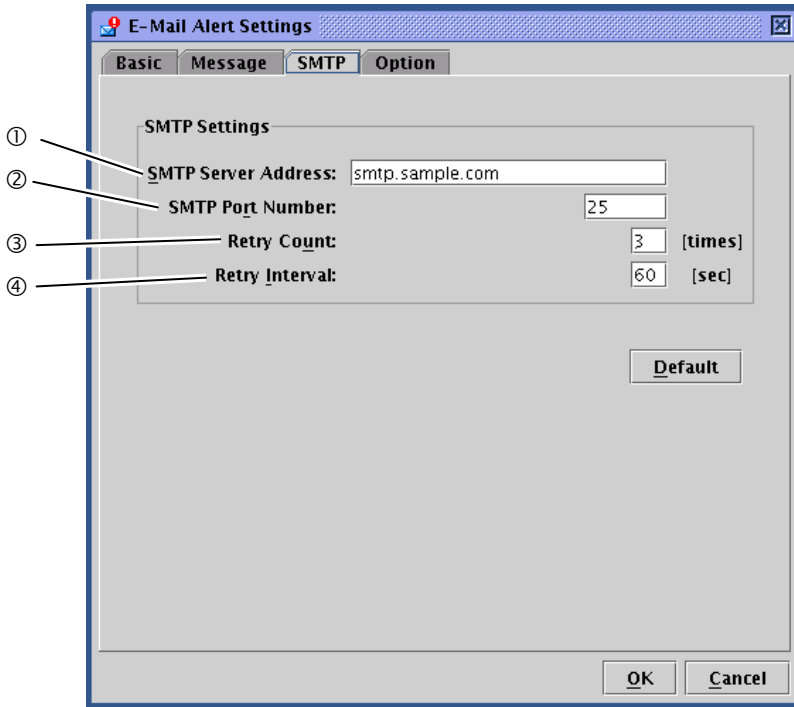 E-Mail Alert Settings
Basic Message SMTP Option
SMTP Settings
① SMTP Server Address: smtp.sample.com
② SMTP Port Number: 25
③ Retry Count: 3 [times]
④ Retry Interval: 60 [sec]
Default
OK Cancel